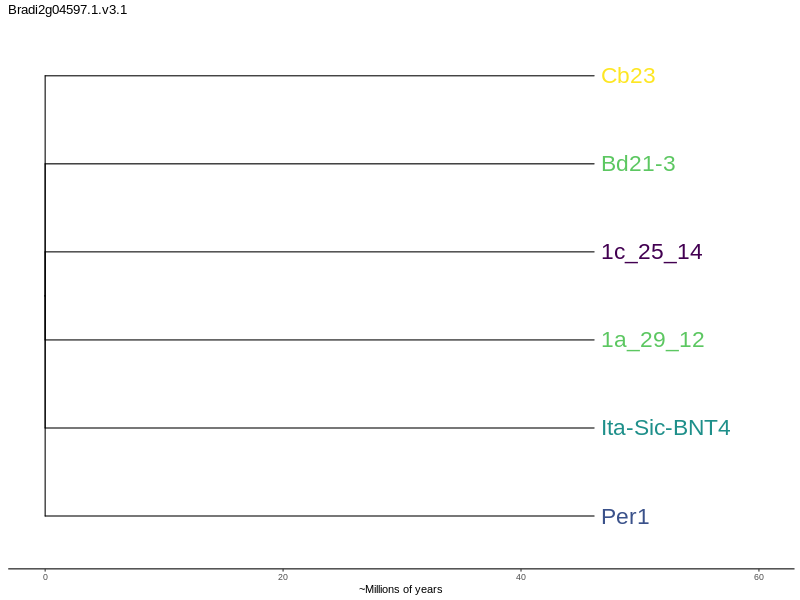 Bradi2g04597.1.v3.1
Cb23
Bd21-3
1c_25_14
1a_29_12
Ita-Sic-BNT4
Per1
0 20 40 60
~Millions of years